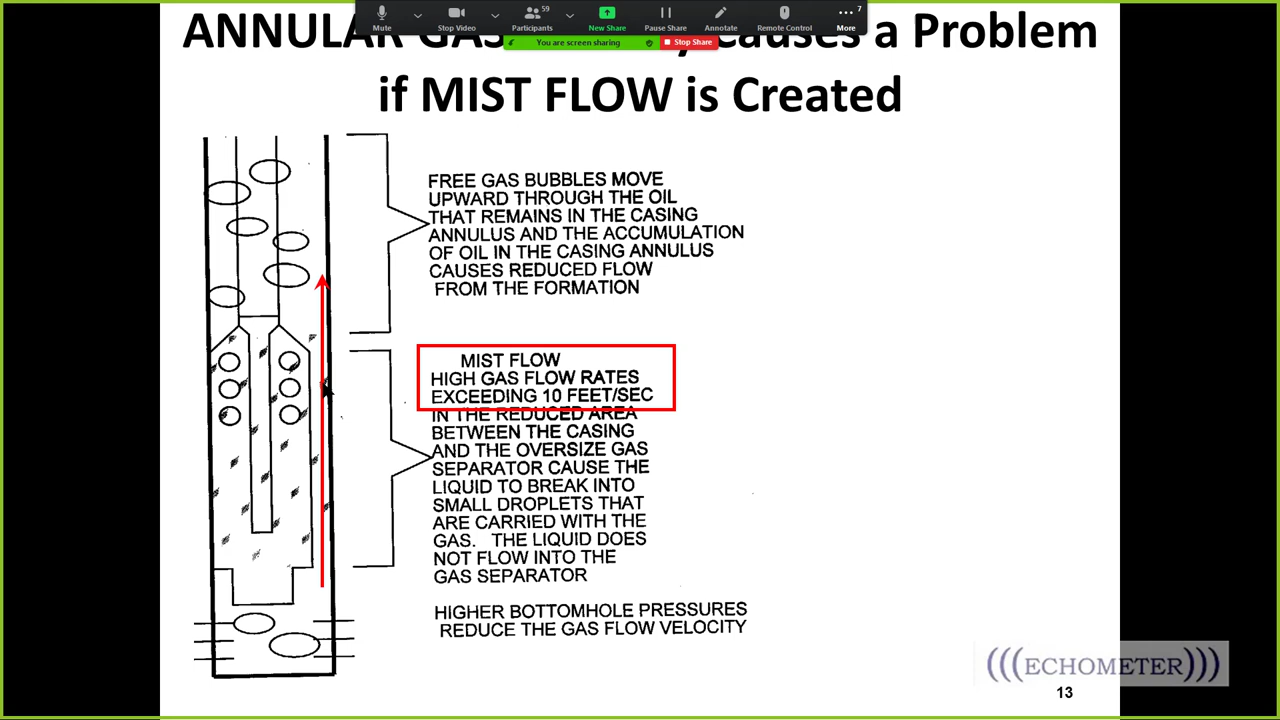 Mute
Stop Video
59
Participants
New Share
Pause Share
Annotate
Remote Control
7
More
You are screen sharing
Stop Share
ANNULAR GAS a Problem
if MIST FLOW is Created
FREE GAS BUBBLES MOVE
UPWARD THROUGH THE OIL
THAT REMAINS IN THE CASING
ANNULUS AND THE ACCUMULATION
OF OIL IN THE CASING ANNULUS
CAUSES REDUCED FLOW
FROM THE FORMATION
MIST FLOW
HIGH GAS FLOW RATES
EXCEEDING 10 FEET/SEC
IN THE REDUCED AREA
BETWEEN THE CASING
AND THE OVERSIZE GAS
SEPARATOR CAUSE THE
LIQUID TO BREAK INTO
SMALL DROPLETS THAT
ARE CARRIED WITH THE
GAS. THE LIQUID DOES
NOT FLOW INTO THE
GAS SEPARATOR
HIGHER BOTTOMHOLE PRESSURES
REDUCE THE GAS FLOW VELOCITY
(((ECHOMETER)))
13